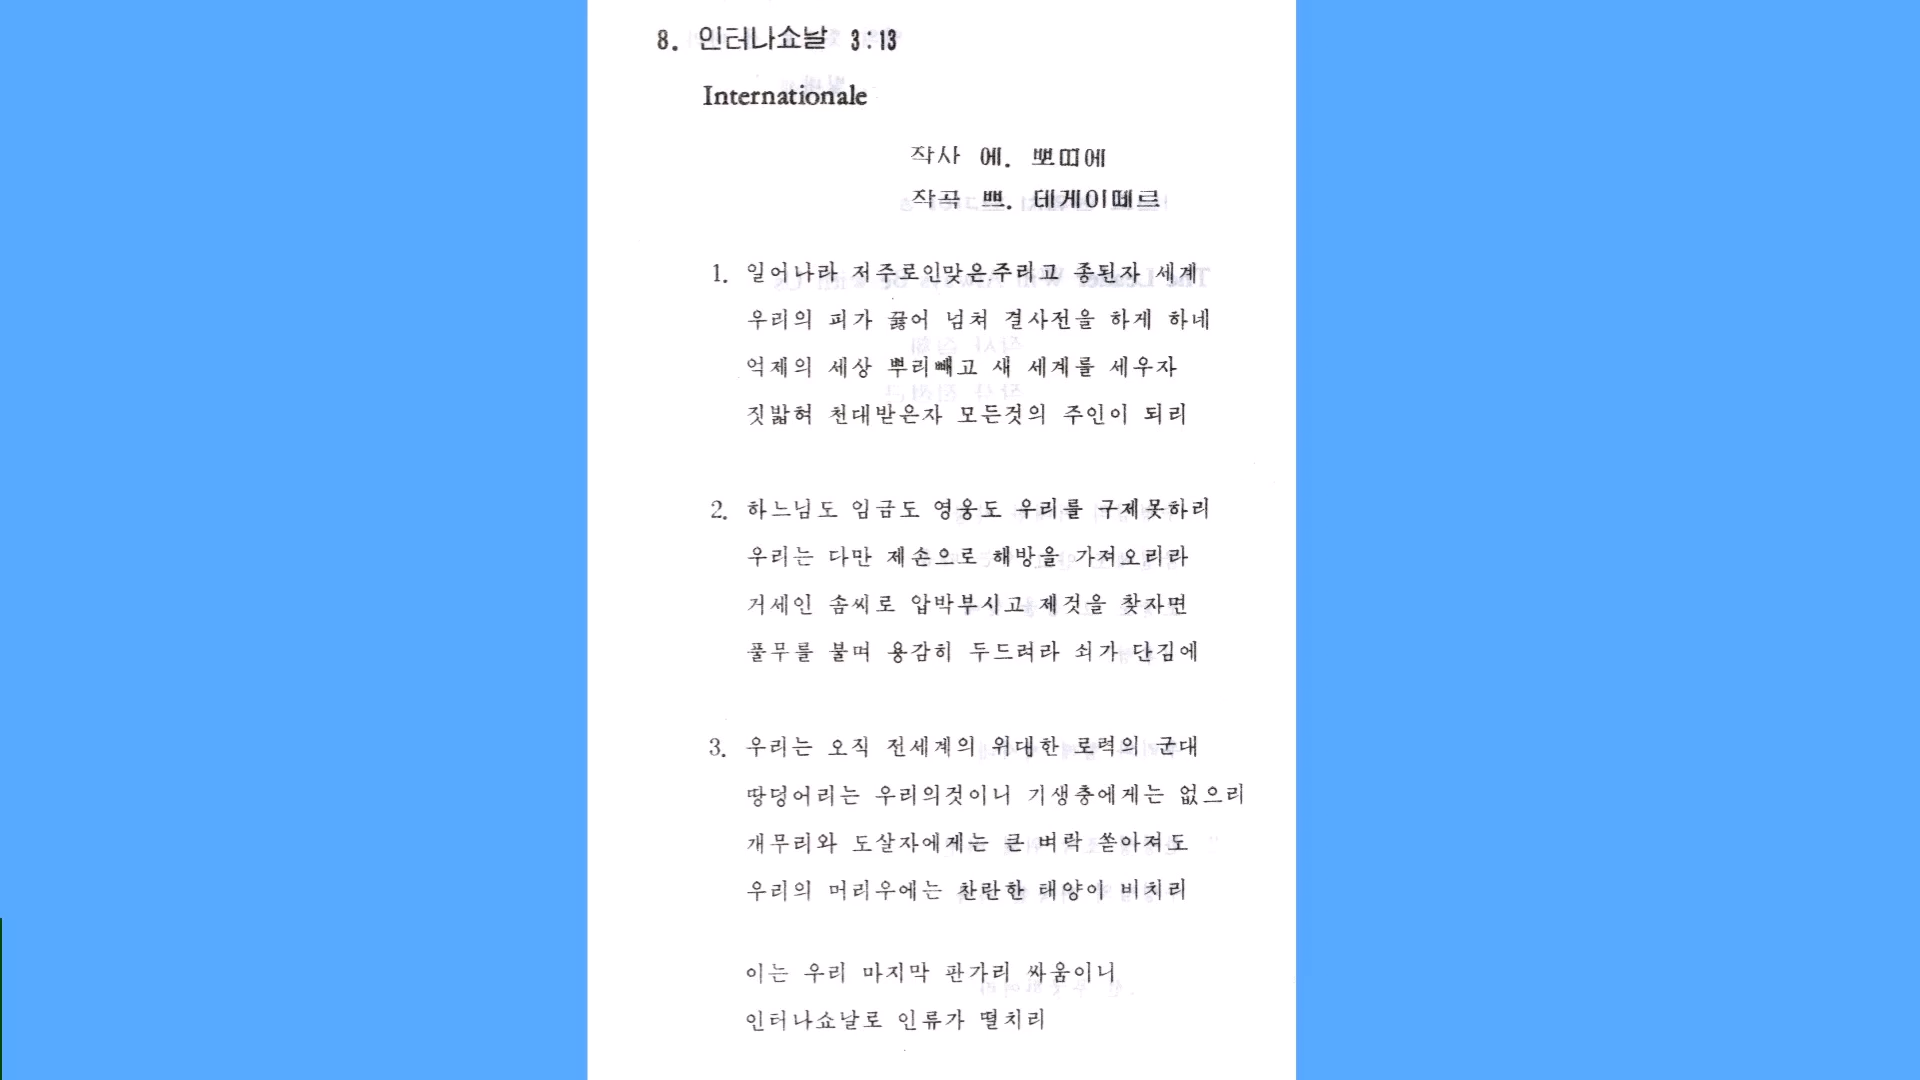 8. 인터나쇼날 3:13
Internationale
작사 에. 뽀띠에
작곡 쁘. 데게이떼르
1. 일어나라 저주로인맞은주리고 종된자 세계
우리의 피가 끓어 넘쳐 결사전을 하게 하네
억제의 세상 뿌리빼고 새 세계를 세우자
짓밟혀 천대받은자 모든것의 주인이 되리
2. 하느님도 임금도 영웅도 우리를 구제못하리
우리는 다만 제손으로 해방을 가져오리라
거세인 솜씨로 압박부시고 제것을 찾자면
풀무를 불며 용감히 두드려라 쇠가 단김에
3. 우리는 오직 전세계의 위대한 로력의 군대
땅덩어리는 우리의것이니 기생충에게는 없으리
개무리와 도살자에게는 큰 벼락 쏟아져도
우리의 머리우에는 찬란한 태양이 비치리
이는 우리 마지막 판가리 싸움이니
인터나쇼날로 인류가 떨치리